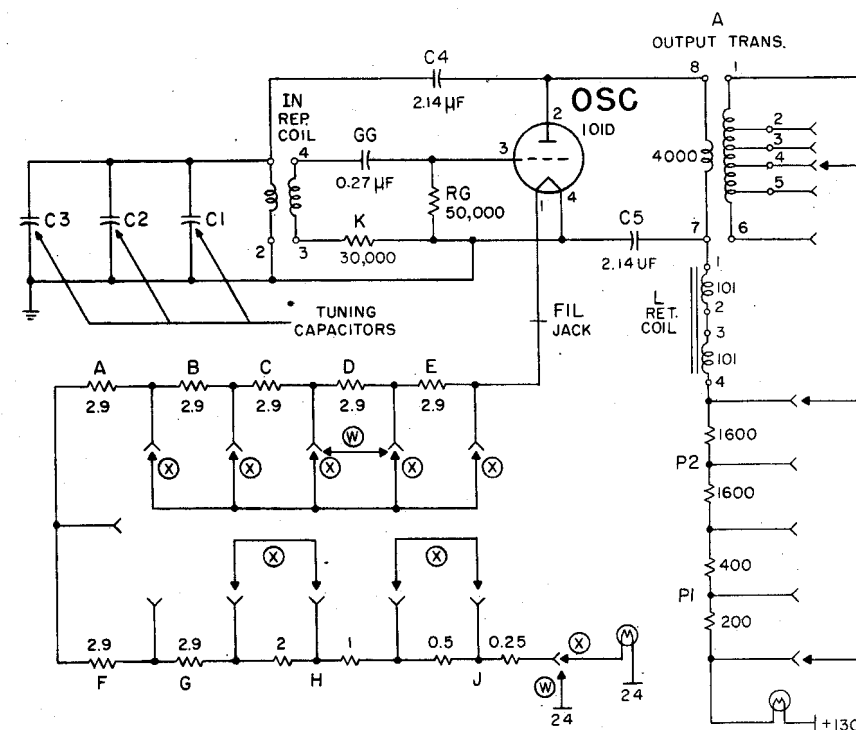 A
OUTPUT TRANS.
C4
2.14 µF
8
1
IN
REP.
COIL
OSC
101D
2
3
4
1
4
GG
0.27 µF
RG
50,000
K
30,000
2
3
C3
C2
C1
4000
2
3
4
5
6
7
C5
2.14 UF
TUNING
CAPACITORS
FIL
JACK
L
RET.
COIL
1
101
2
3
101
4
A
B
C
D
E
2.9
2.9
2.9
2.9
2.9
W
X
X
X
X
X
X
X
1600
P2
1600
400
P1
200
2.9
2.9
2
1
0.5
0.25
F
G
H
J
X
W
24
24
+130